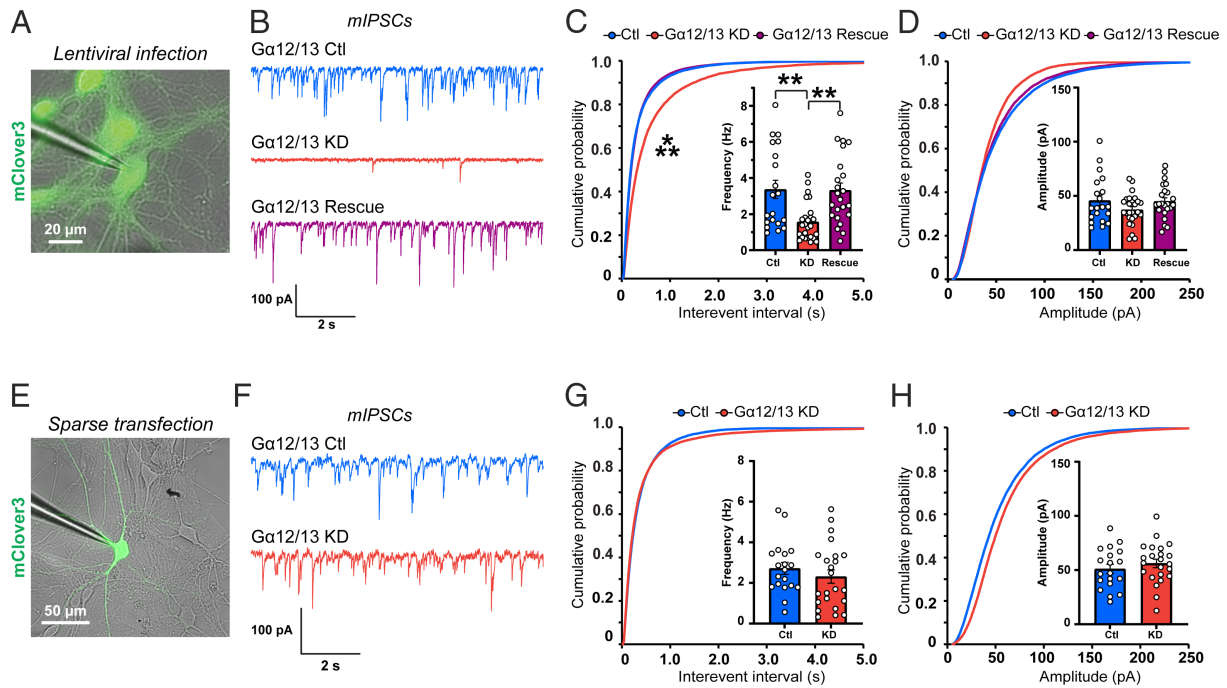 A
Lentiviral infection
mClover3
20 µm
B
mIPSCs
Gα12/13 Ctl
Gα12/13 KD
Gα12/13 Rescue
100 pA
2 s
C
Ctl Gα12/13 KD Gα12/13 Rescue
Cumulative probability
1.0
0.9
0.8
0.6
0.4
0.2
0
0 1.0 2.0 3.0 4.0 5.0
Interevent interval (s)
***
** **
Frequency (Hz)
8
6
4
2
0
Ctl KD Rescue
D
Ctl Gα12/13 KD Gα12/13 Rescue
Cumulative probability
1.0
0.9
0.8
0.6
0.4
0.2
0
0 50 100 150 200 250
Amplitude (pA)
Amplitude (pA)
150
100
50
0
Ctl KD Rescue
E
Sparse transfection
mClover3
50 µm
F
mIPSCs
Gα12/13 Ctl
Gα12/13 KD
100 pA
2 s
G
Ctl Gα12/13 KD
Cumulative probability
1.0
0.9
0.8
0.6
0.4
0.2
0
0.0 1.0 2.0 3.0 4.0 5.0
Interevent interval (s)
Frequency (Hz)
8
6
4
2
0
Ctl KD
H
Ctl Gα12/13 KD
Cumulative probability
1.0
0.9
0.8
0.6
0.4
0.2
0
0 50 100 150 200 250
Amplitude (pA)
Amplitude (pA)
150
100
50
0
Ctl KD